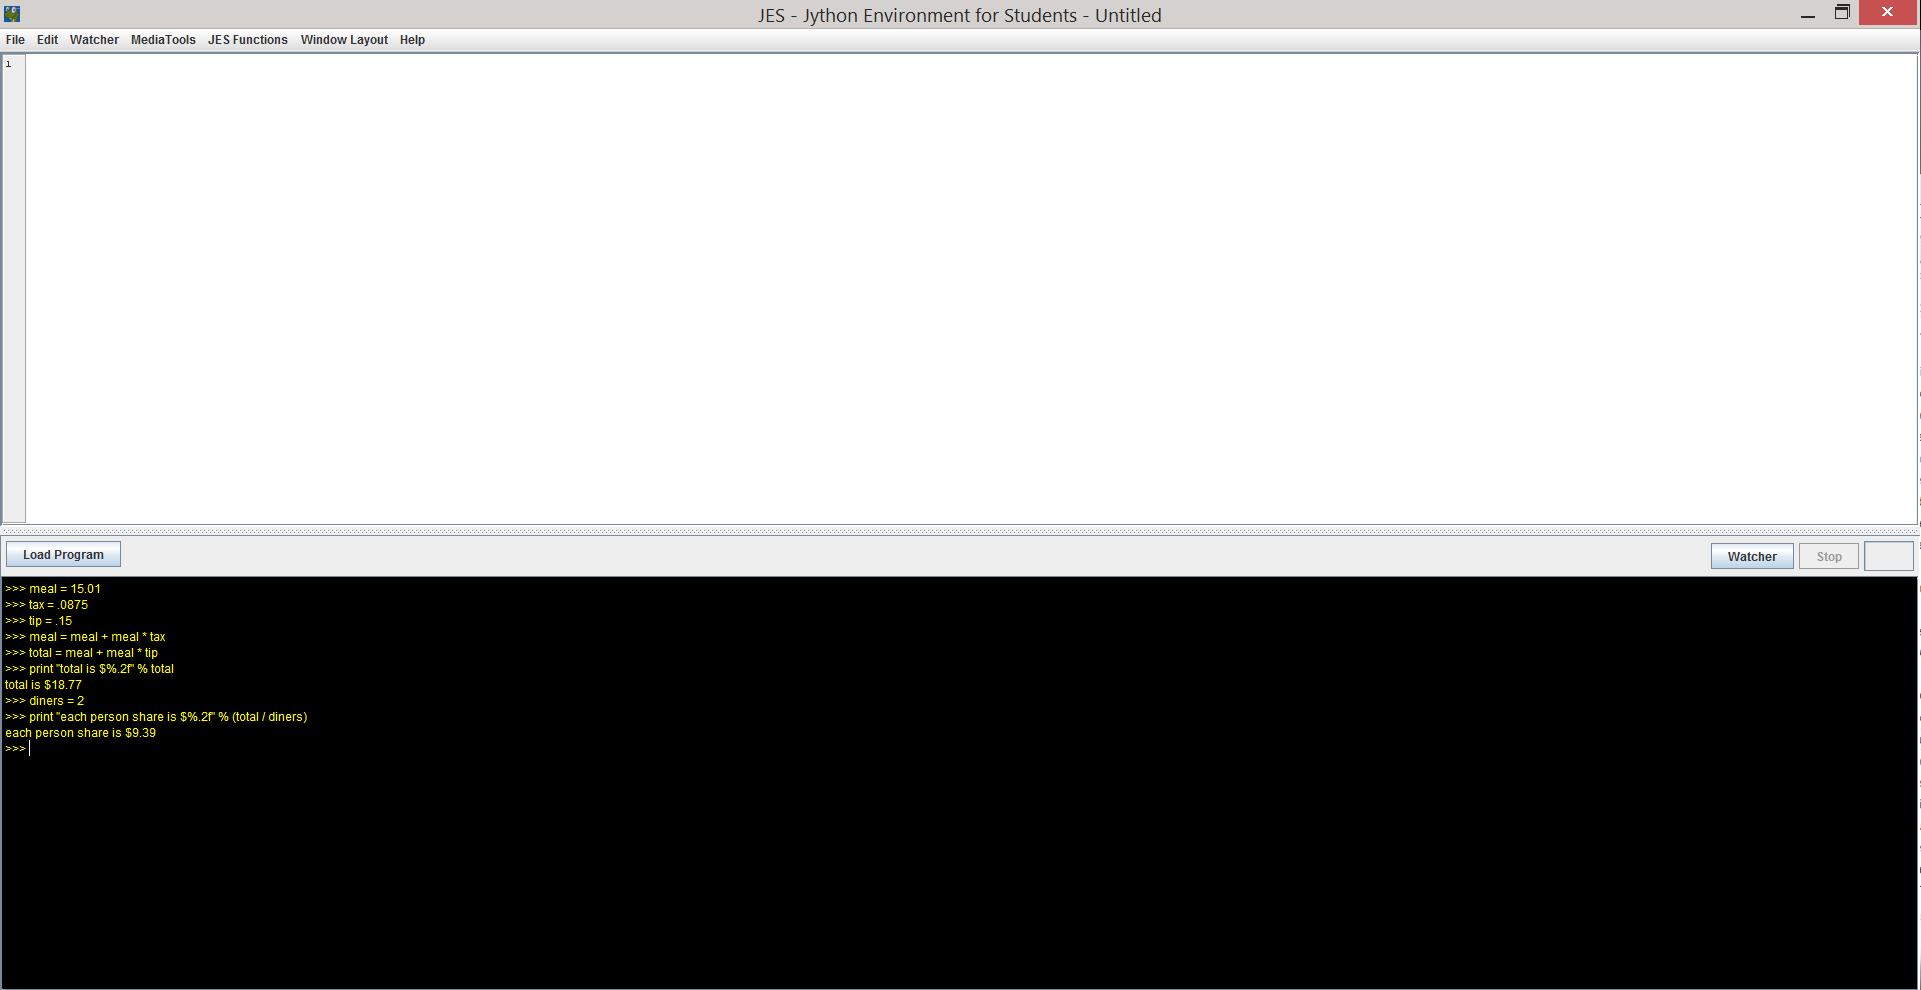 JES - Jython Environment for Students - Untitled
File Edit Watcher MediaTools JES Functions Window Layout Help
1
Load Program
Watcher Stop
>>> meal = 15.01
>>> tax = .0875
>>> tip = .15
>>> meal = meal + meal * tax
>>> total = meal + meal * tip
>>> print "total is $%.2f" % total
total is $18.77
>>> diners = 2
>>> print "each person share is $%.2f" % (total / diners)
each person share is $9.39
>>>